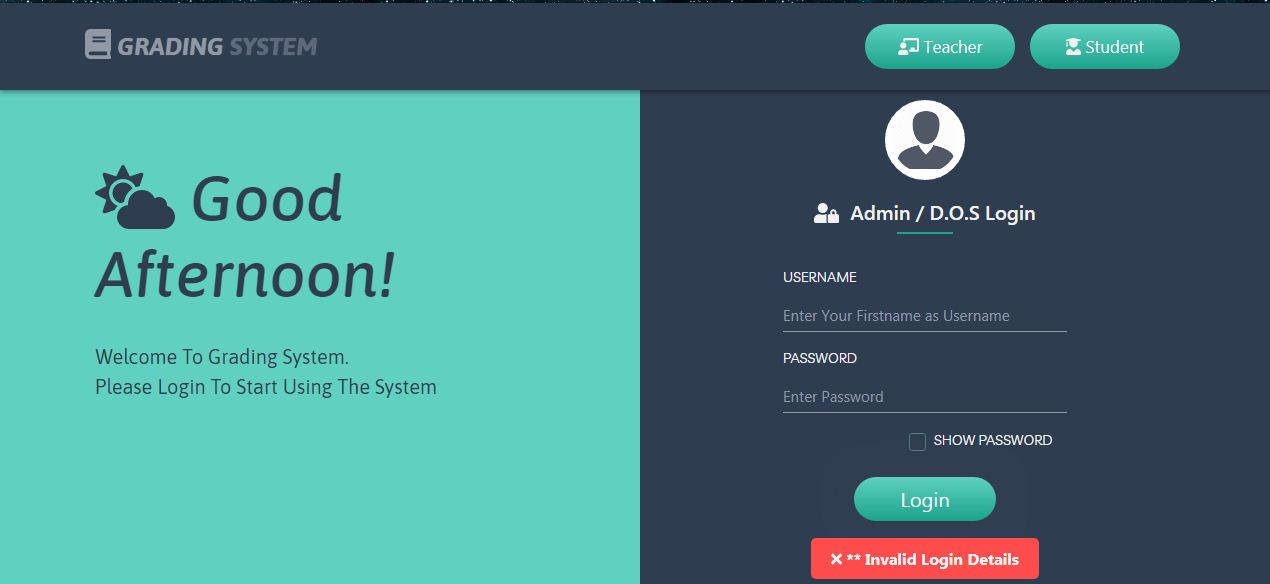 GRADING SYSTEM
Teacher
Student
Good
Afternoon!
Welcome To Grading System.
Please Login To Start Using The System
Admin / D.O.S Login
USERNAME
Enter Your Firstname as Username
PASSWORD
Enter Password
SHOW PASSWORD
Login
** Invalid Login Details